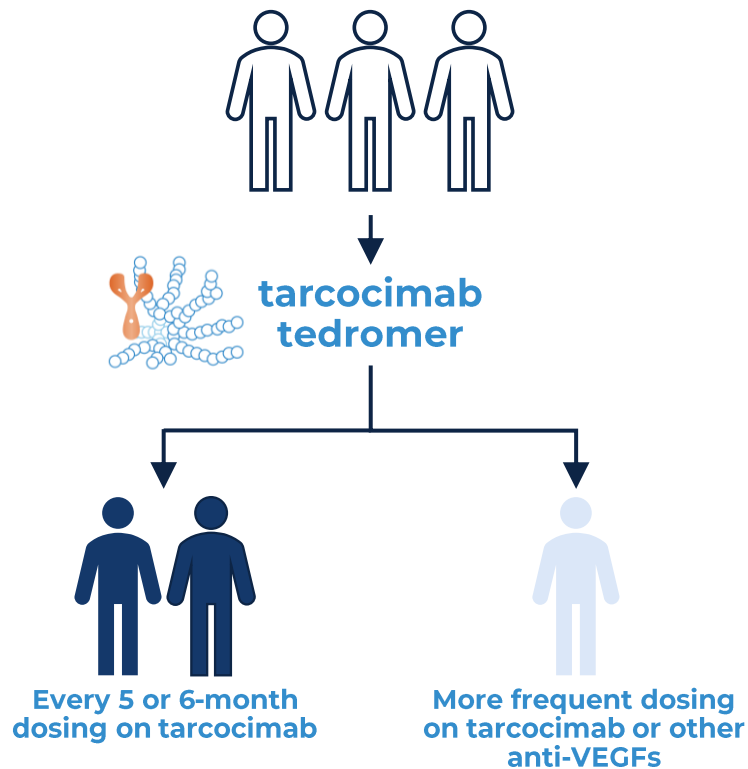 tarcocimab
tedromer
Every 5 or 6-month
dosing on tarcocimab
More frequent dosing
on tarcocimab or other
anti-VEGFs